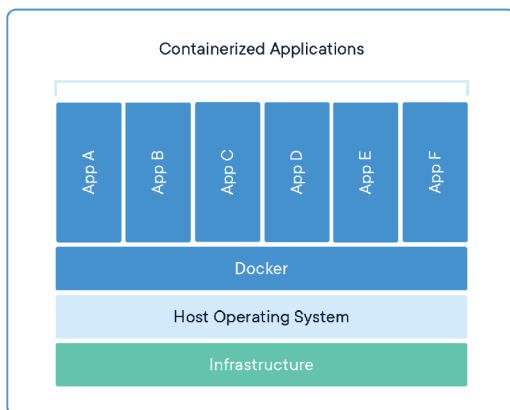 Containerized Applications
App A
App B
App C
App D
App E
App F
Docker
Host Operating System
Infrastructure